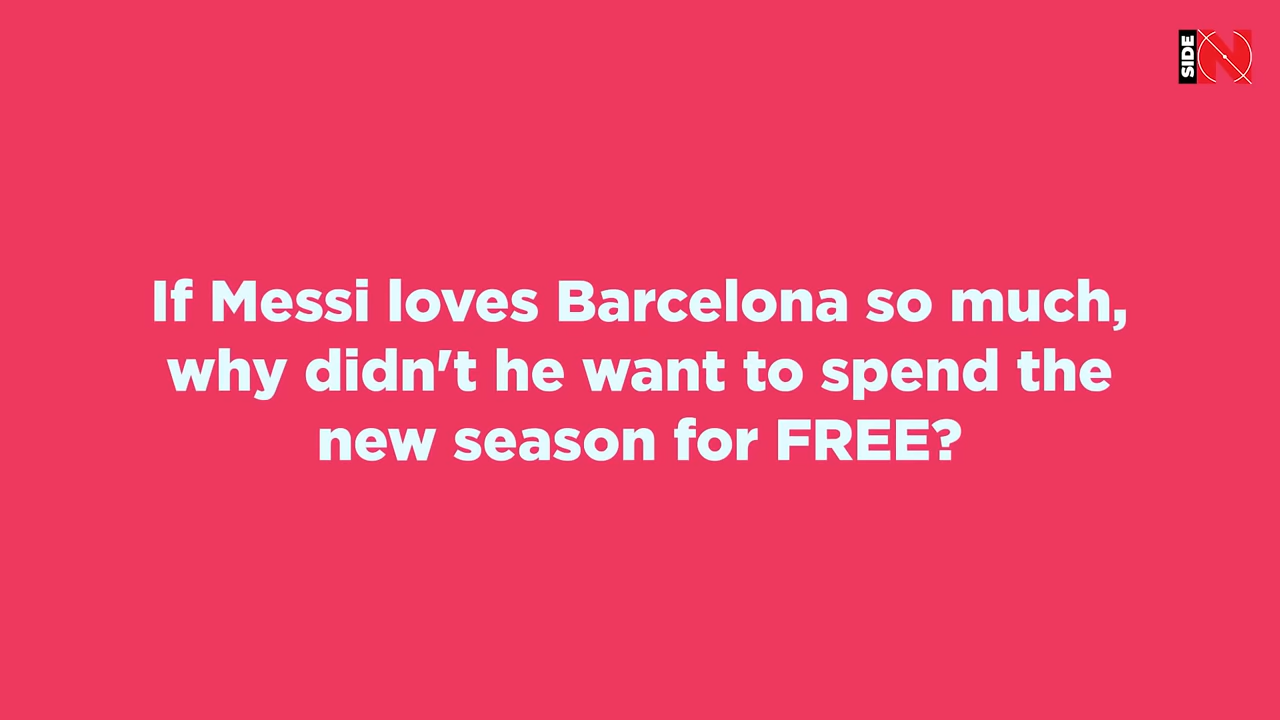 SIDE
N
If Messi loves Barcelona so much,
why didn't he want to spend the
new season for FREE?